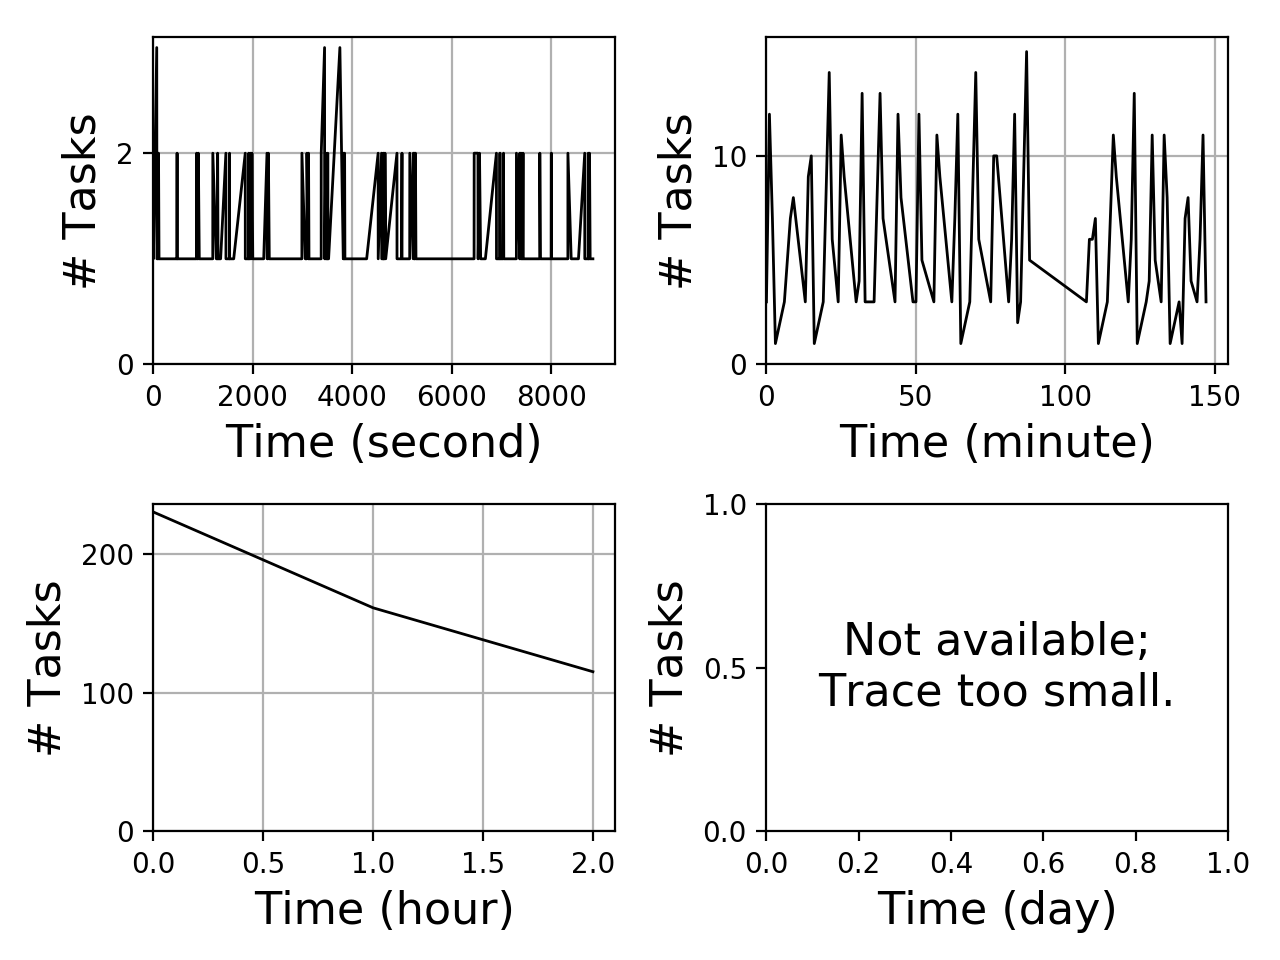 # Tasks
2
0
0 2000 4000 6000 8000
Time (second)
# Tasks
10
0
0 50 100 150
Time (minute)
# Tasks
200
100
0
0.0 0.5 1.0 1.5 2.0
Time (hour)
# Tasks
1.0
0.5
0.0
Not available;
Trace too small.
0.0 0.2 0.4 0.6 0.8 1.0
Time (day)